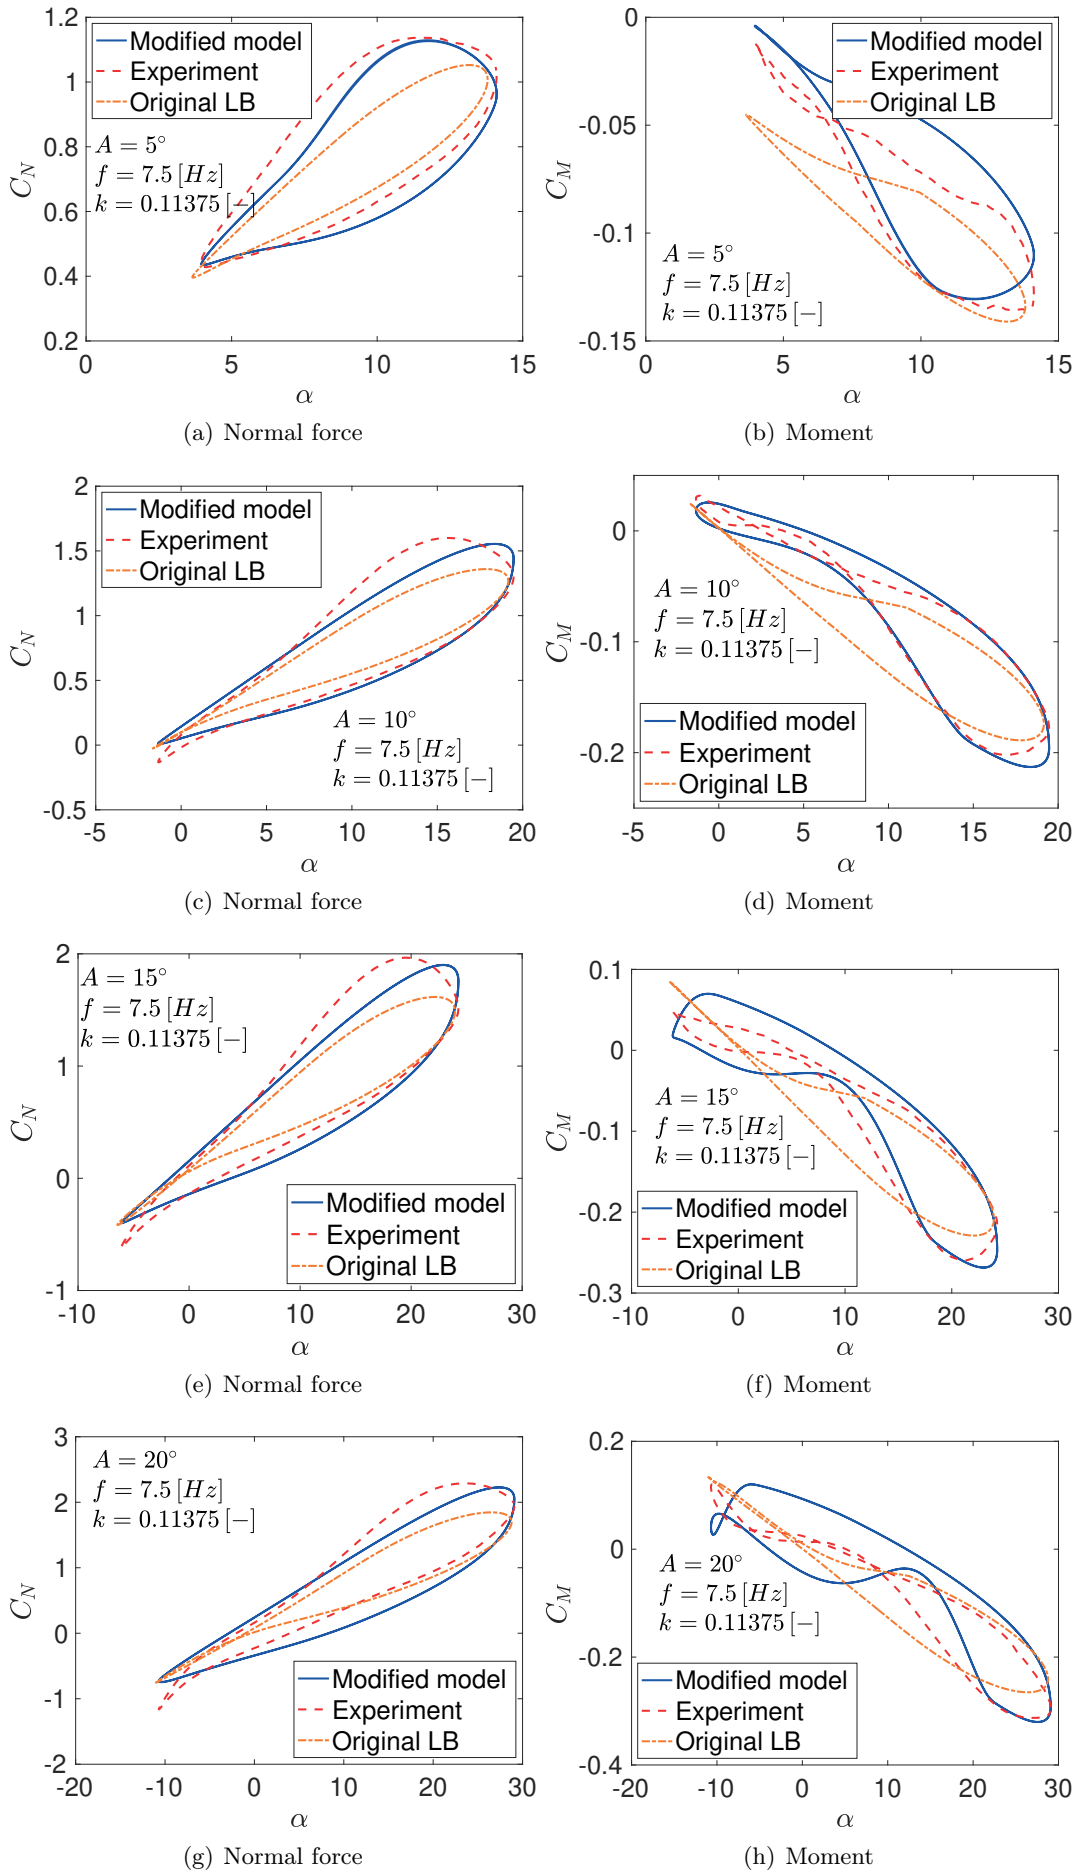 1.2
1
0.8
0.6
0.4
0.2
C_N
Modified model
Experiment
Original LB
A = 5°
f = 7.5 [Hz]
k = 0.11375 [−]
0 5 10 15
α
(a) Normal force
0
-0.05
-0.1
-0.15
C_M
Modified model
Experiment
Original LB
A = 5°
f = 7.5 [Hz]
k = 0.11375 [−]
0 5 10 15
α
(b) Moment
2
1.5
1
0.5
0
-0.5
C_N
Modified model
Experiment
Original LB
A = 10°
f = 7.5 [Hz]
k = 0.11375 [−]
-5 0 5 10 15 20
α
(c) Normal force
0
-0.1
-0.2
C_M
A = 10°
f = 7.5 [Hz]
k = 0.11375 [−]
Modified model
Experiment
Original LB
-5 0 5 10 15 20
α
(d) Moment
2
1
0
-1
C_N
A = 15°
f = 7.5 [Hz]
k = 0.11375 [−]
Modified model
Experiment
Original LB
-10 0 10 20 30
α
(e) Normal force
0.1
0
-0.1
-0.2
-0.3
C_M
A = 15°
f = 7.5 [Hz]
k = 0.11375 [−]
Modified model
Experiment
Original LB
-10 0 10 20 30
α
(f) Moment
3
2
1
0
-1
-2
C_N
A = 20°
f = 7.5 [Hz]
k = 0.11375 [−]
Modified model
Experiment
Original LB
-20 -10 0 10 20 30
α
(g) Normal force
0.2
0
-0.2
-0.4
C_M
A = 20°
f = 7.5 [Hz]
k = 0.11375 [−]
Modified model
Experiment
Original LB
-20 -10 0 10 20 30
α
(h) Moment